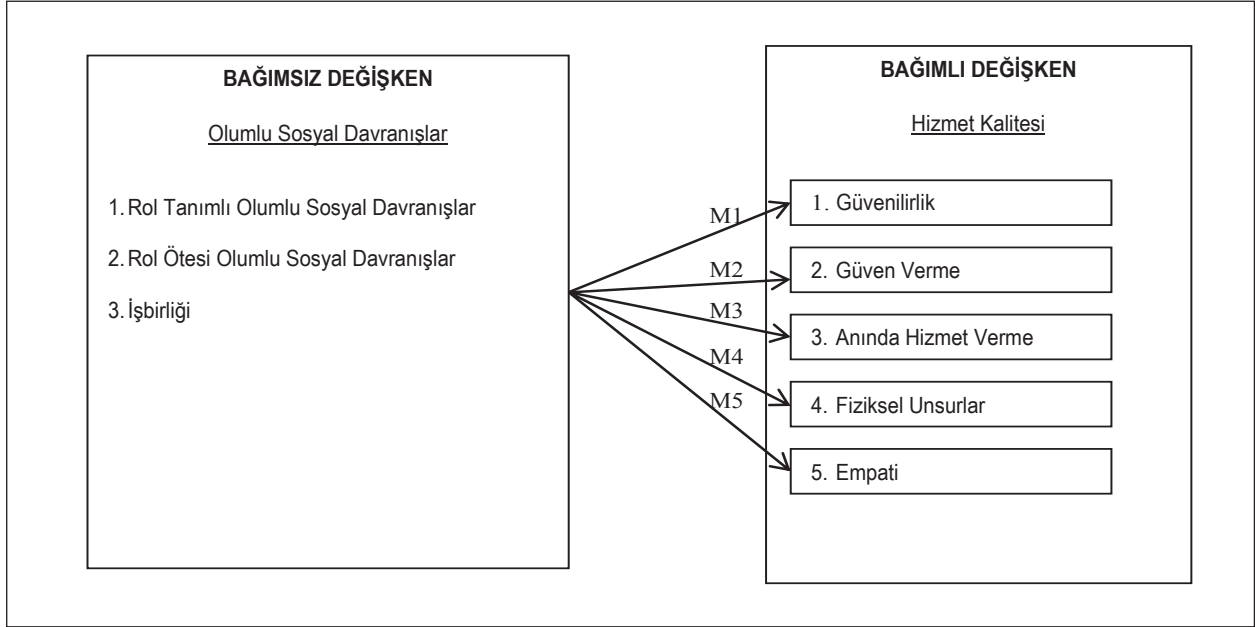 BAĞIMSIZ DEĞİŞKEN
Olumlu Sosyal Davranışlar
1. Rol Tanımlı Olumlu Sosyal Davranışlar
2. Rol Ötesi Olumlu Sosyal Davranışlar
3. İşbirliği
M1
M2
M3
M4
M5
BAĞIMLI DEĞİŞKEN
Hizmet Kalitesi
1. Güvenilirlik
2. Güven Verme
3. Anında Hizmet Verme
4. Fiziksel Unsurlar
5. Empati